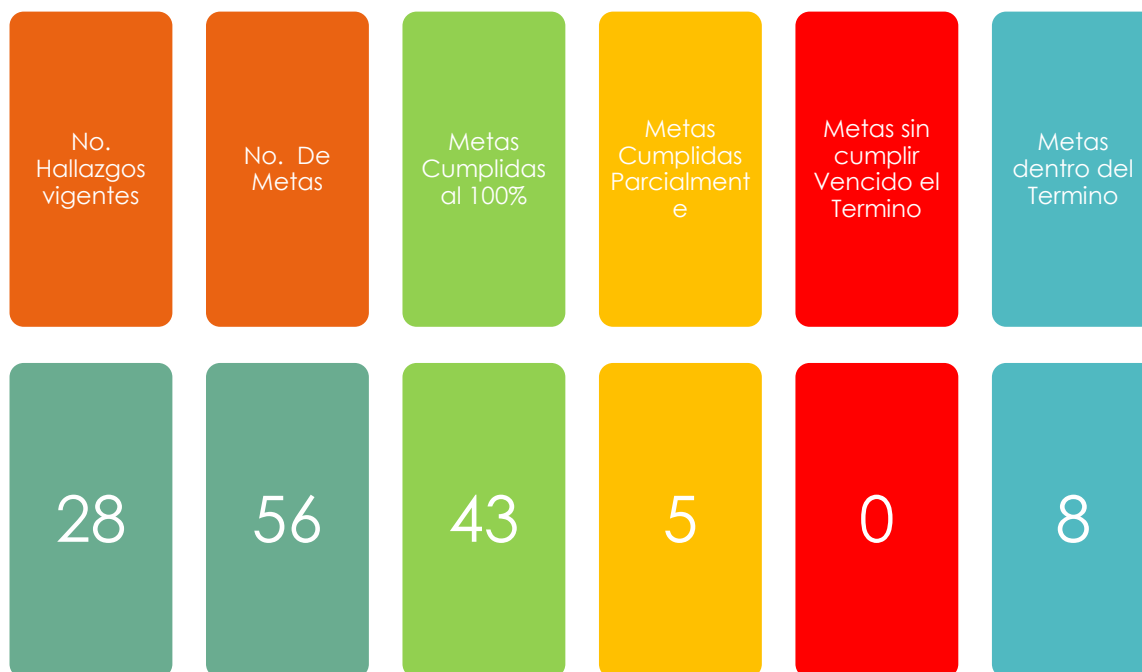 No.
Hallazgos
vigentes
No. De
Metas
Metas
Cumplidas
al 100%
Metas
Cumplidas
Parcialment
e
Metas sin
cumplir
Vencido el
Termino
Metas
dentro del
Termino
28
56
43
5
0
8